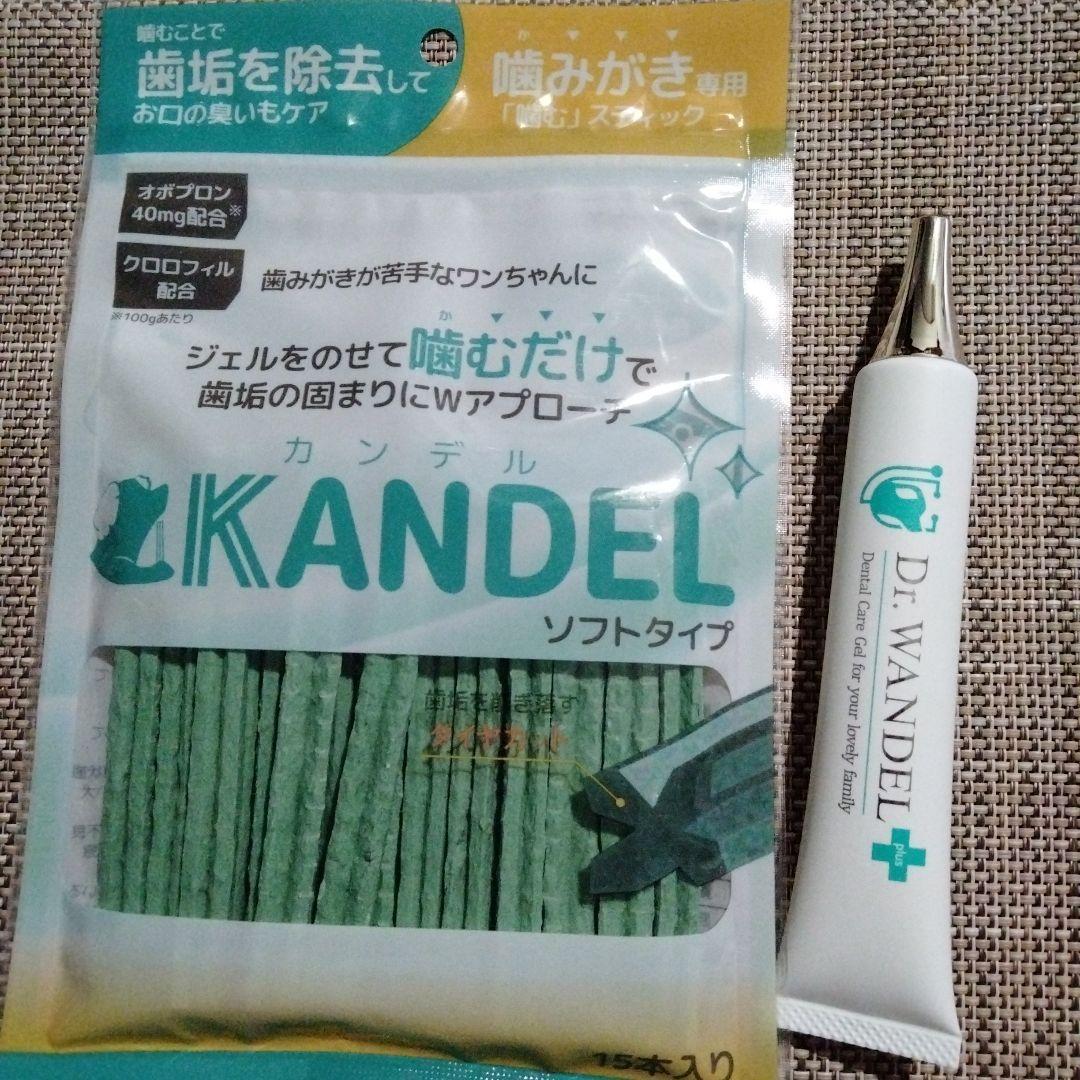 噛むことで
歯垢を除去して
お口の臭いもケア
噛みがき専用
「噛む」スティック
オボプロン
40mg配合※
クロロフィル
配合
※100gあたり
歯みがきが苦手なワンちゃんに
ジェルをのせて噛むだけで
歯垢の固まりにWアプローチ
カンデル
KANDEL
ソフトタイプ
歯垢を削ぎ落す
ダイヤカット
15本入り
Dr. WANDEL
plus
Dental Care Gel for your lovely family